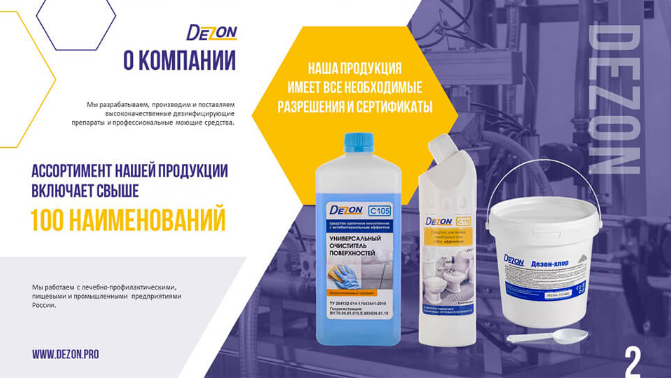 DEZON
О КОМПАНИИ
Мы разрабатываем, производим и поставляем
высококачественные дезинфицирующие
препараты и профессиональные моющие средства.
АССОРТИМЕНТ НАШЕЙ ПРОДУКЦИИ
ВКЛЮЧАЕТ СВЫШЕ
100 НАИМЕНОВАНИЙ
Мы работаем с лечебно-профилактическими,
пищевыми и промышленными предприятиями
России.
WWW.DEZON.PRO
НАША ПРОДУКЦИЯ
ИМЕЕТ ВСЕ НЕОБХОДИМЫЕ
РАЗРЕШЕНИЯ И СЕРТИФИКАТЫ
DEZON
DEZON C105
УНИВЕРСАЛЬНЫЙ
ОЧИСТИТЕЛЬ
ПОВЕРХНОСТЕЙ
DEZON
DEZON Дезон-хлор
2